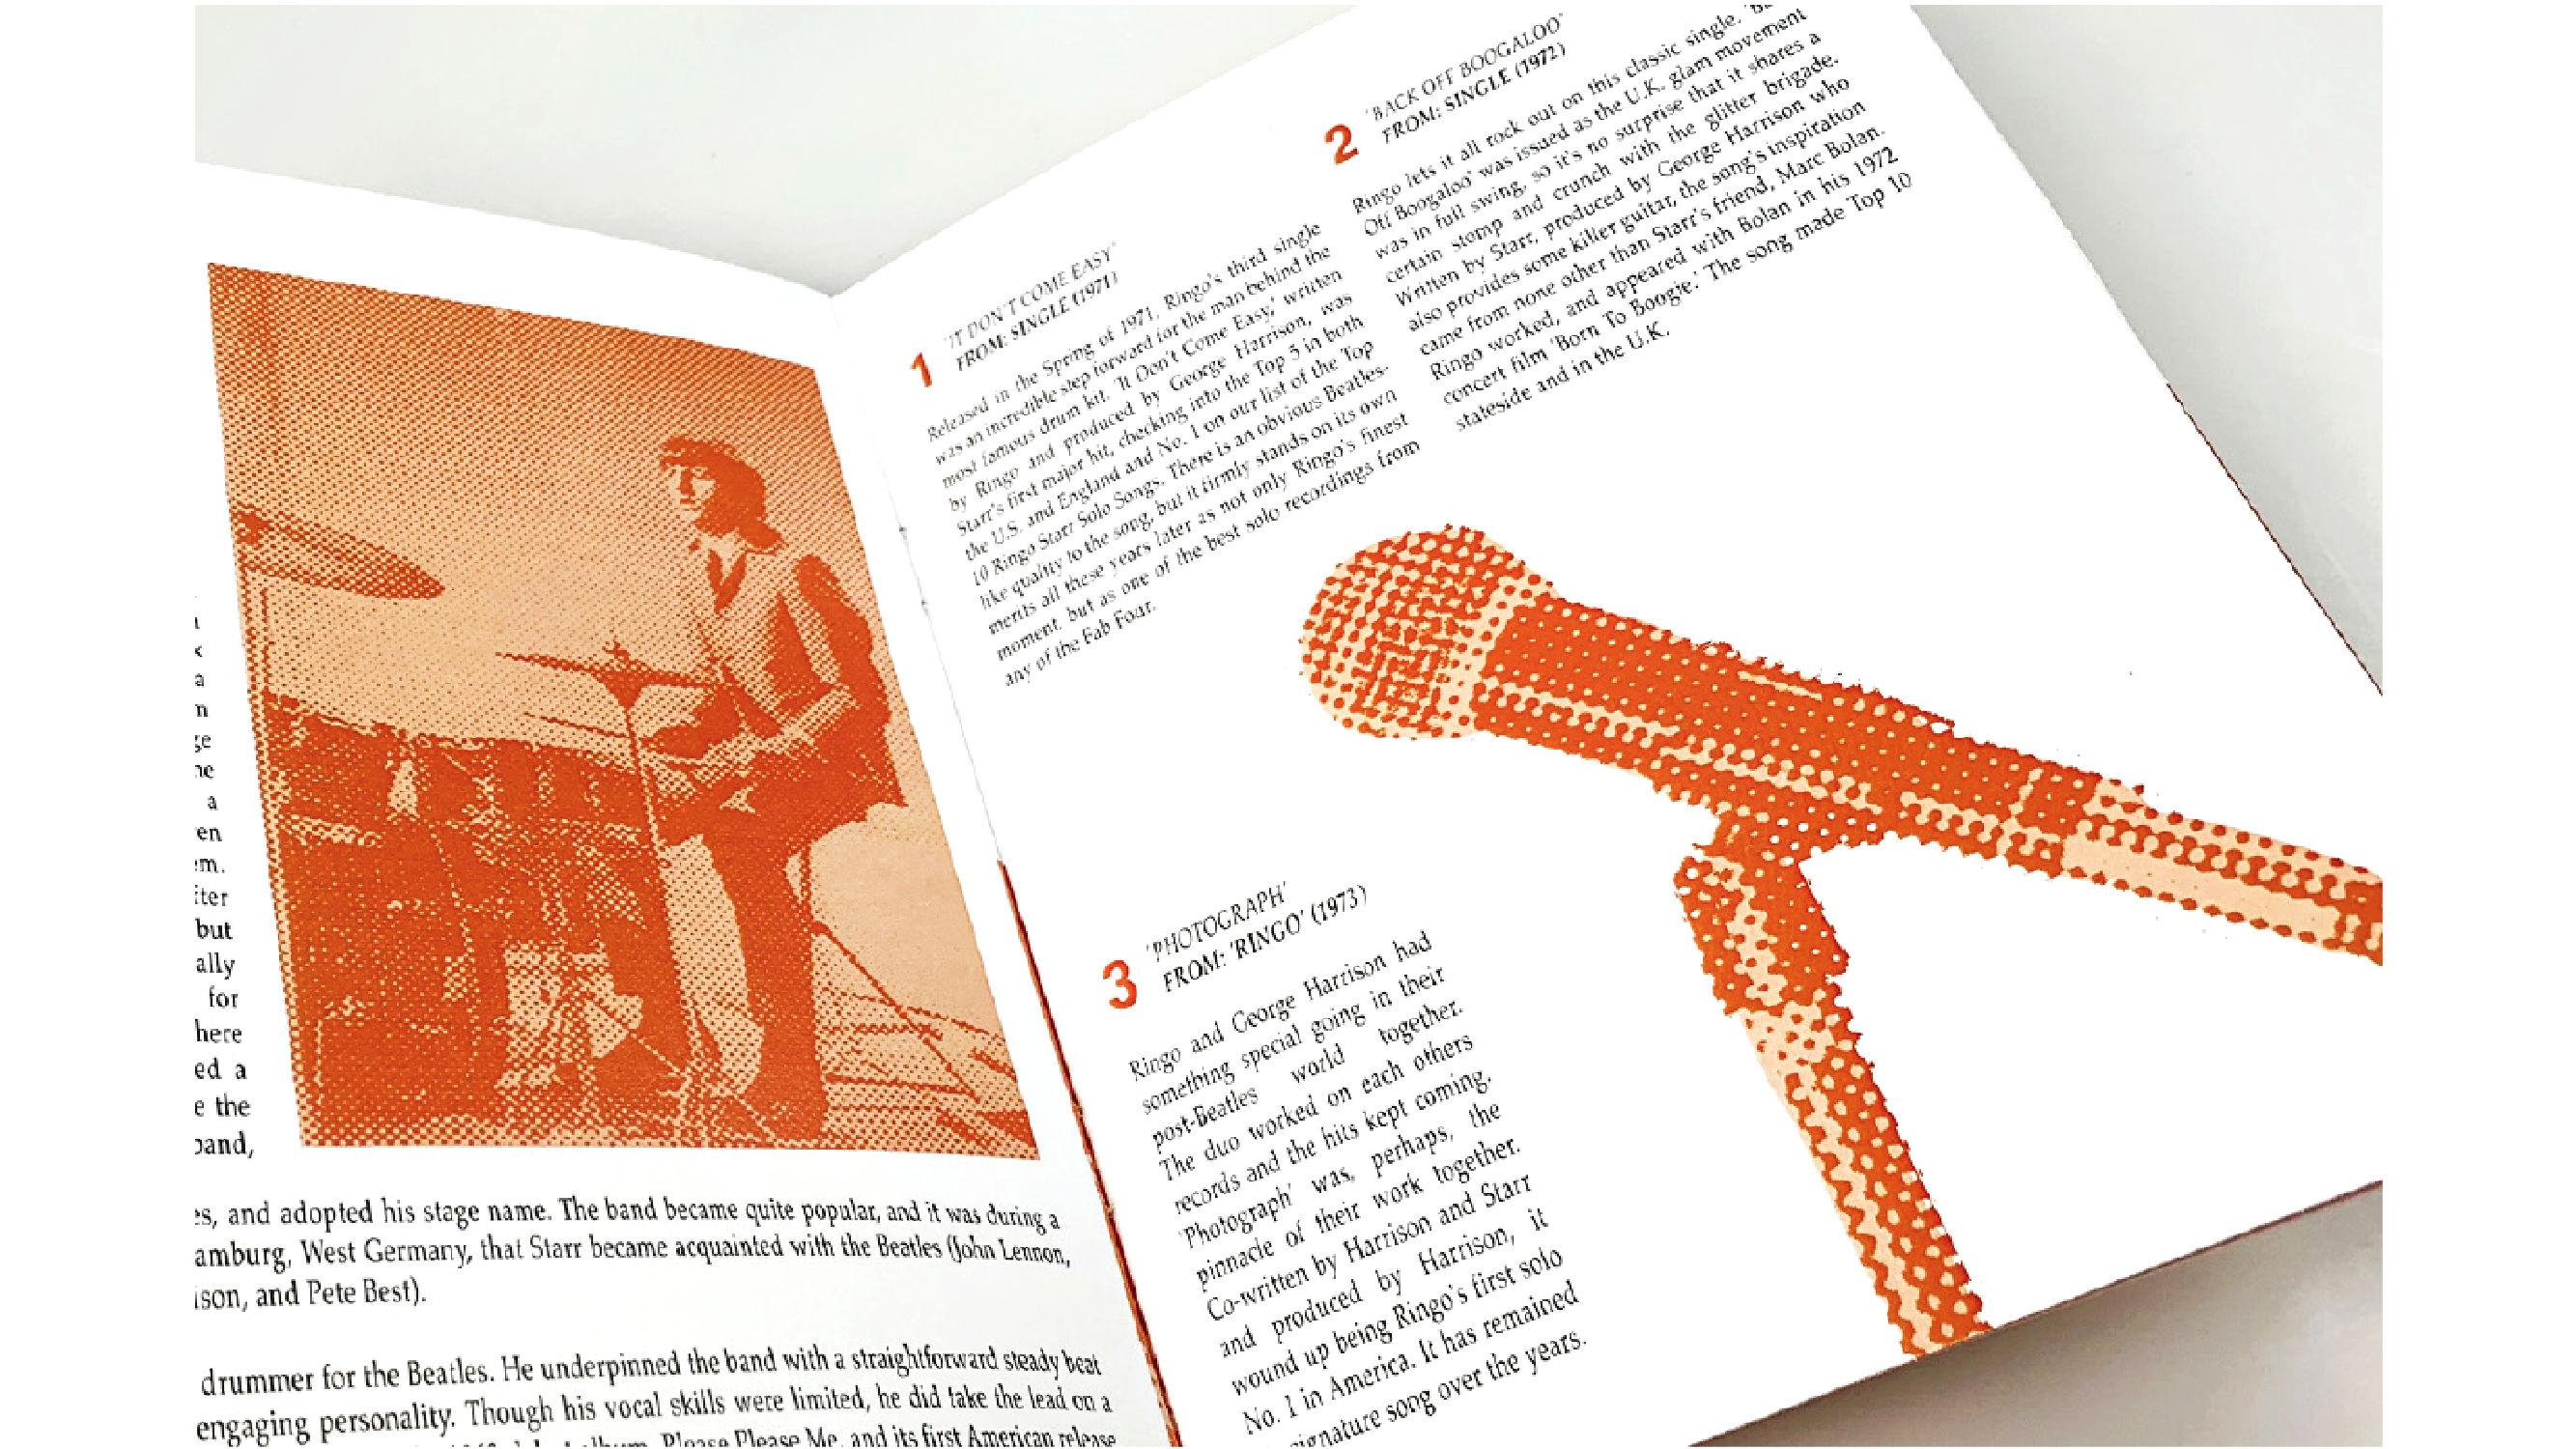 a
ge
a
en
but
ally
for
here
ed a
e the
and adopted his stage name. The band became quite popular, and it was during a
West Germany, that Starr became acquainted with the Beatles (John Lennon,
and Pete Best).
drummer for the Beatles. He underpinned the band with a straightforward steady beat
engaging personality. Though his vocal skills were limited, he did take the lead on a
Please Please Me, and its first American release
1
'IT DON'T COME EASY'
FROM: SINGLE (1971)
Released in the Spring of 1971, Ringo's third single
was an incredible step forward for the man behind the
most famous drum kit. 'It Don't Come Easy,' written
by Ringo and produced by George Harrison, was
Starr's first major hit, checking into the Top 5 in both
the U.S. and England and No. 1 on our list of the Top
10 Ringo Starr Solo Songs. There is an obvious Beatles-
like quality to the song, but it firmly stands on its own
merits all these years later as not only Ringo's finest
moment, but as one of the best solo recordings from
any of the Fab Four.
2
'BACK OFF BOOGALOO'
FROM: SINGLE (1972)
Ringo lets it all rock out on this classic single.
Off Boogaloo' was issued as the U.K. glam movement
was in full swing, so it's no surprise that it shares a
certain stomp and crunch with the glitter brigade.
Written by Starr, produced by George Harrison who
also provides some killer guitar, the song's inspiration
came from none other than Starr's friend, Marc Bolan.
Ringo worked, and appeared with Bolan in his 1972
concert film 'Born To Boogie.' The song made Top 10
stateside and in the U.K.
3
'PHOTOGRAPH'
FROM: 'RINGO' (1973)
Ringo and George Harrison had
something special going in their
post-Beatles world together.
The duo worked on each others
records and the hits kept coming.
'Photograph' was, perhaps, the
pinnacle of their work together.
Co-written by Harrison and Starr
and produced by Harrison, it
wound up being Ringo's first solo
No. 1 in America. It has remained
signature song over the years.